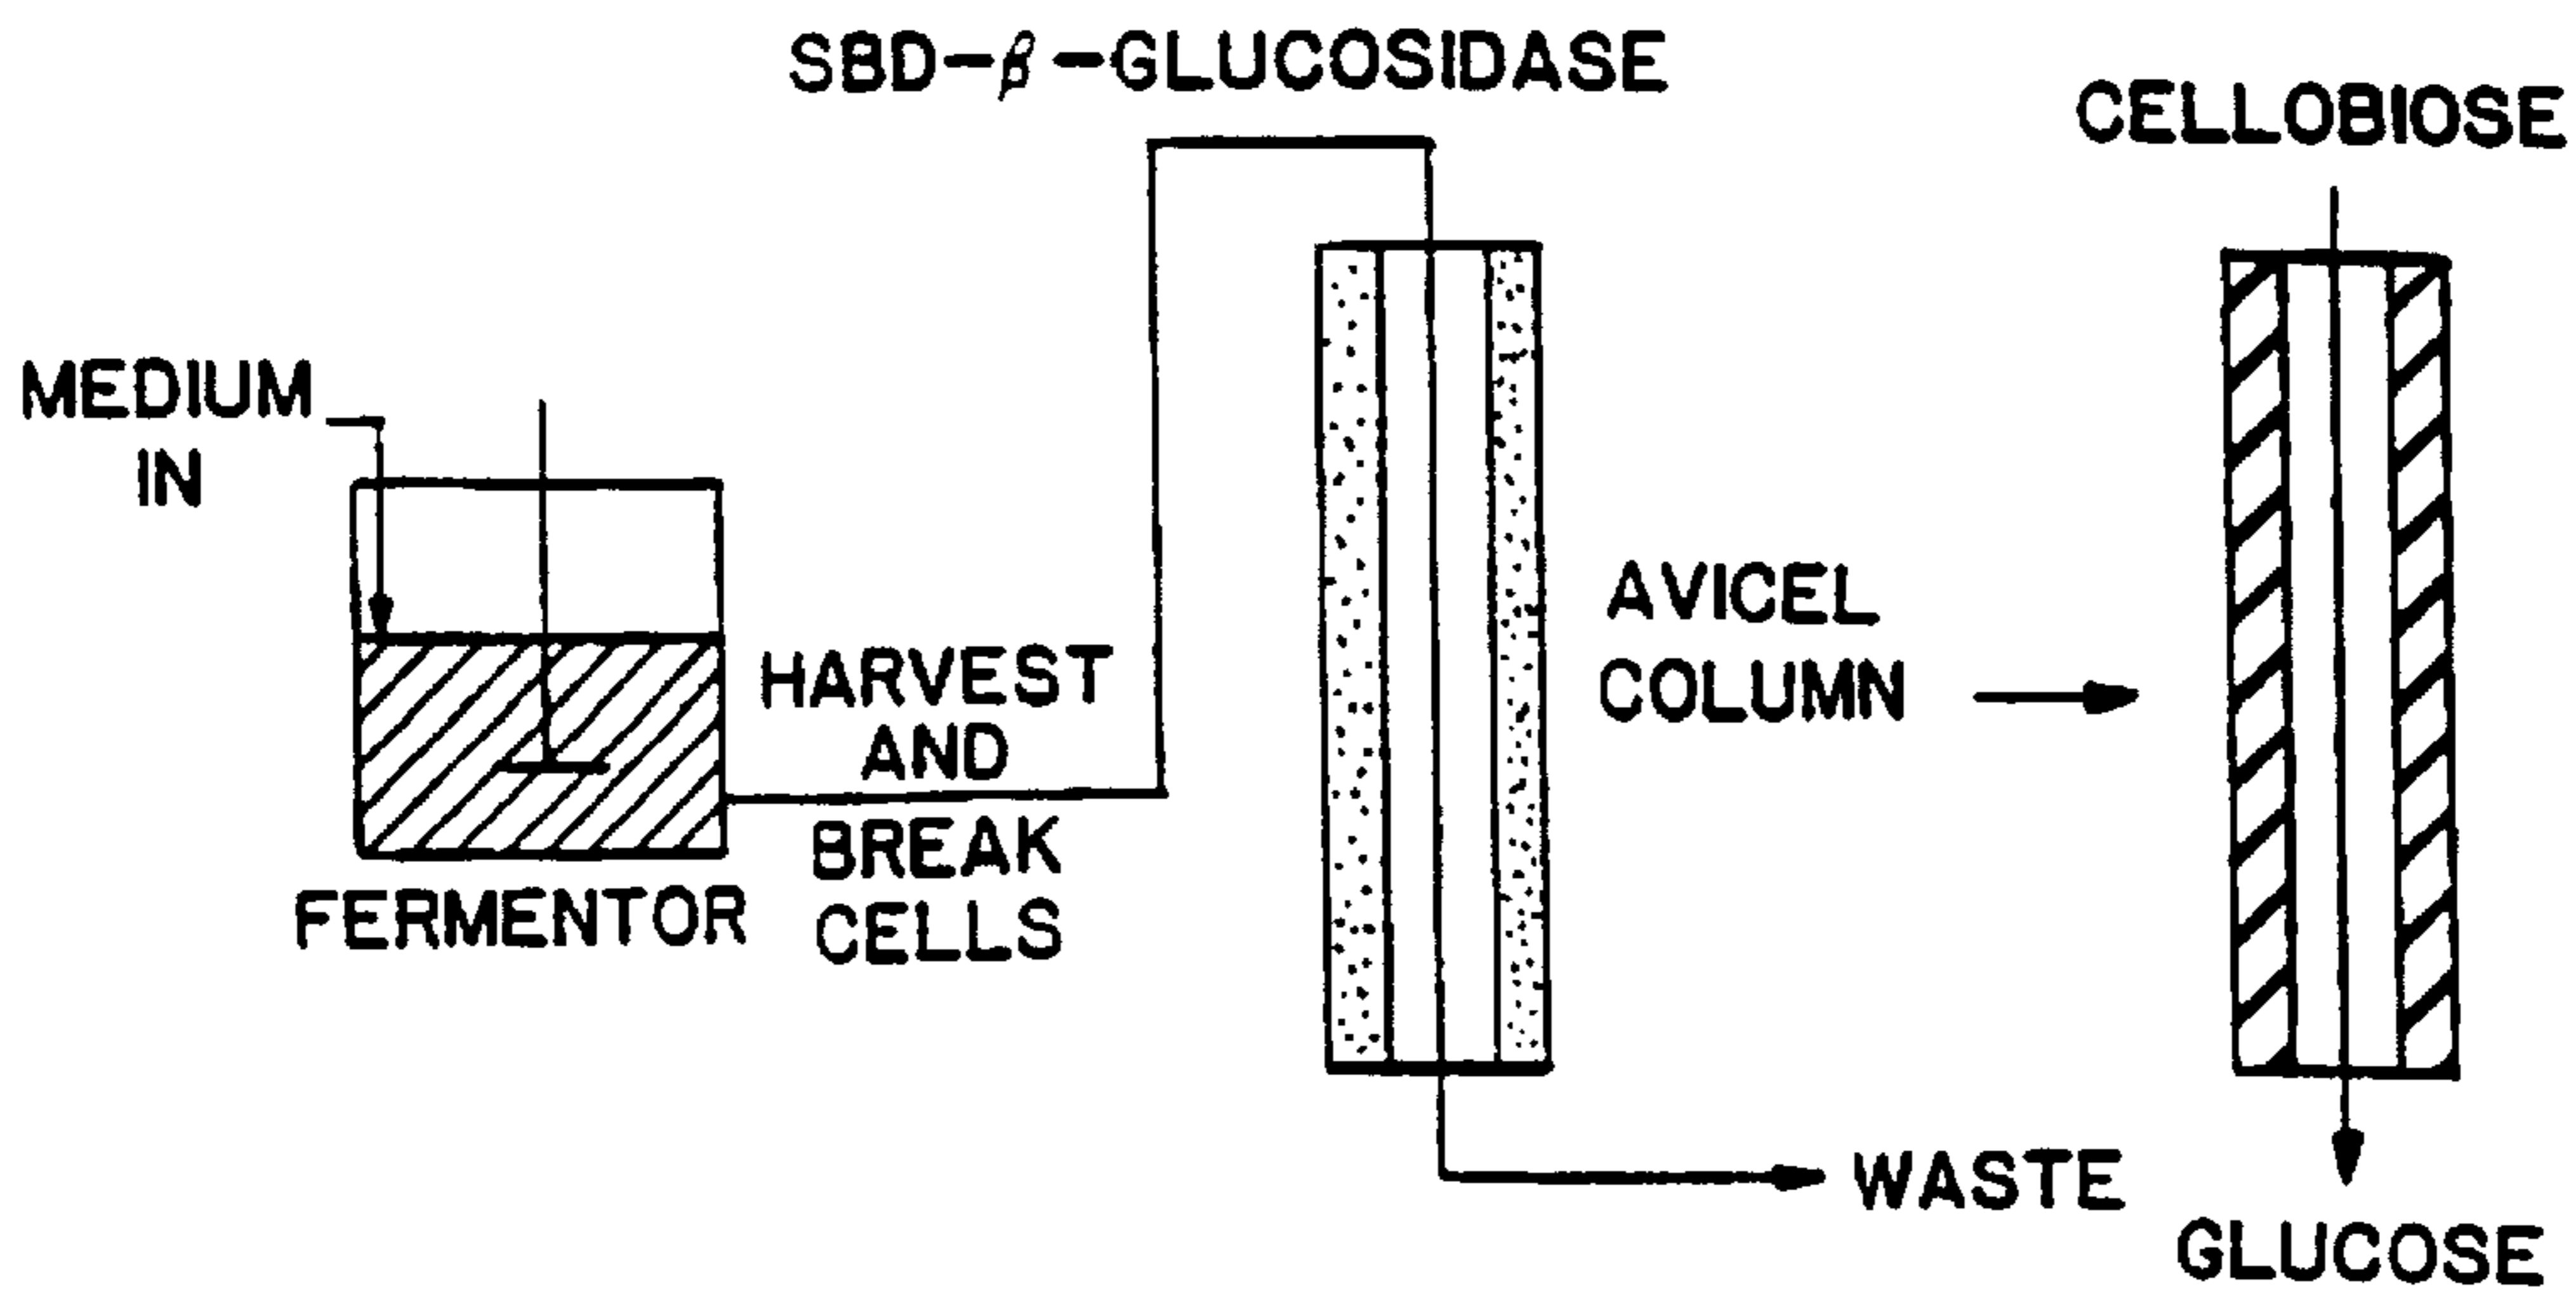 SBD-β-GLUCOSIDASE
CELLOBIOSE
MEDIUM
IN
HARVEST
AND
BREAK
CELLS
FERMENTOR
AVICEL
COLUMN
WASTE
GLUCOSE